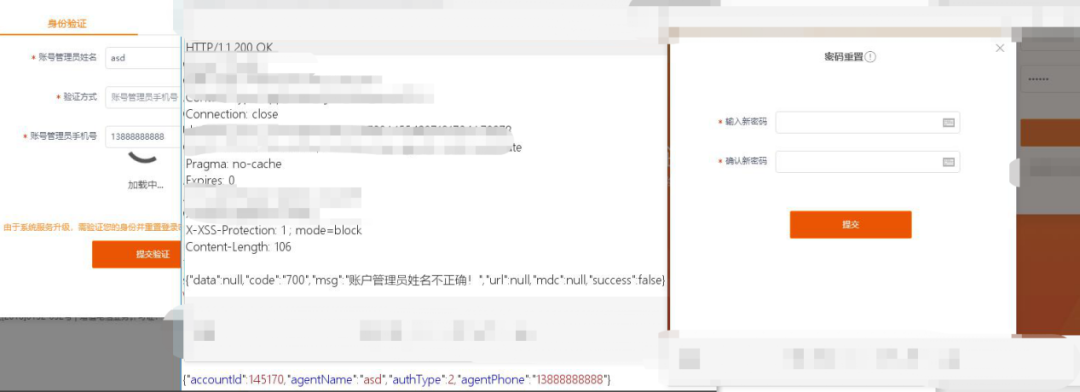 身份验证
* 账号管理员姓名 asd
* 验证方式 账号管理员手机号
* 账号管理员手机号 13888888888
加载中...
由于系统服务升级，需验证您的身份并重置登录
提交验证
HTTP/1.1 200 OK
Connection: close
Pragma: no-cache
Expires: 0
X-XSS-Protection: 1 ; mode=block
Content-Length: 106
{"data":null,"code":"700","msg":"账户管理员姓名不正确！","url":null,"mdc":null,"success":false}
{"accountId":145170,"agentName":"asd","authType":2,"agentPhone":"13888888888"}
密码重置
* 输入新密码
* 确认新密码
提交